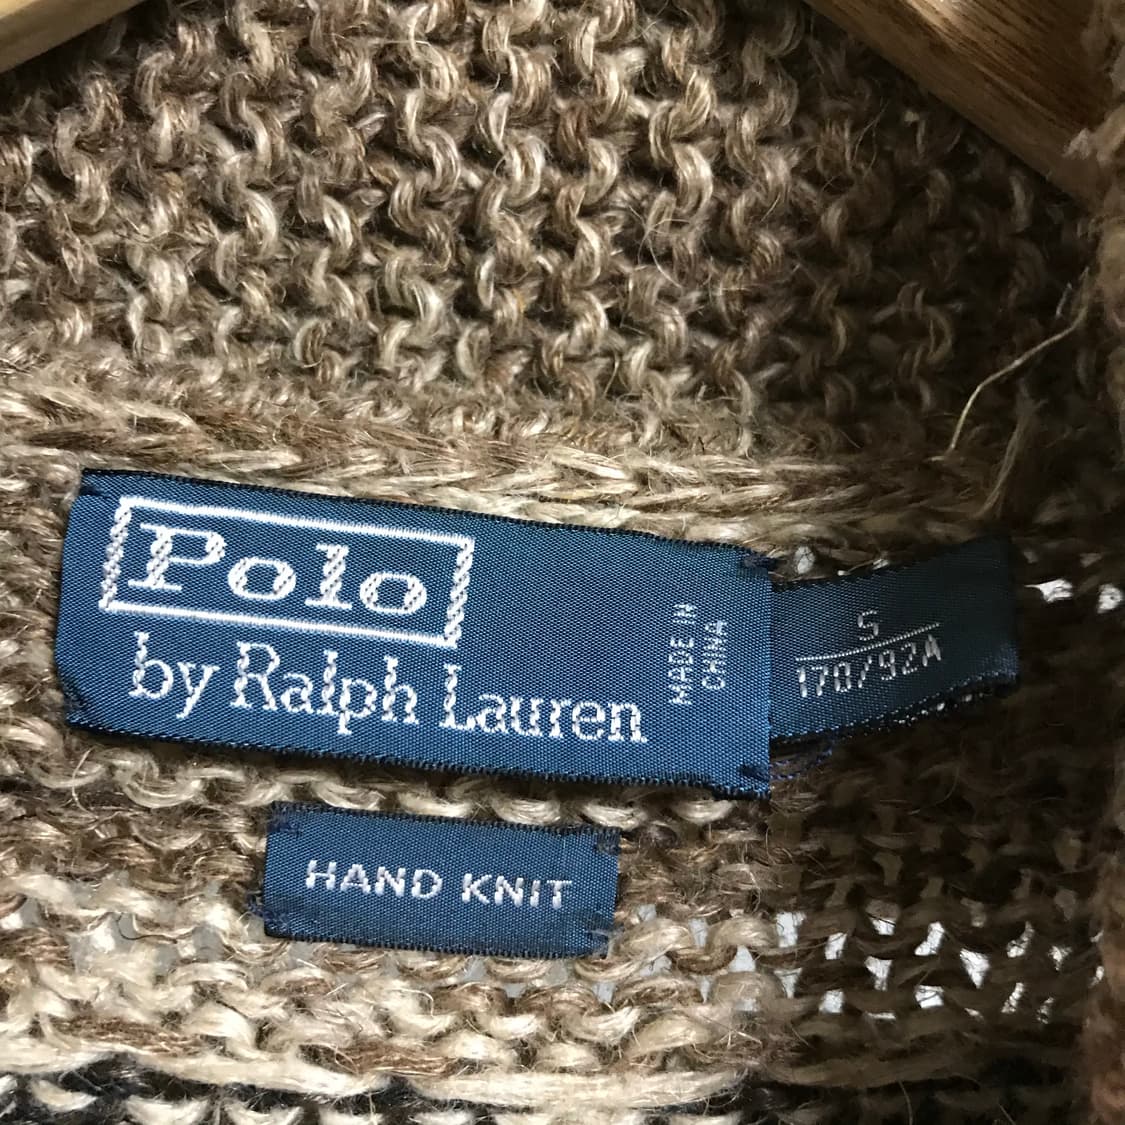 Polo
by Ralph Lauren
MADE IN
CHINA
S
170/92A
HAND KNIT